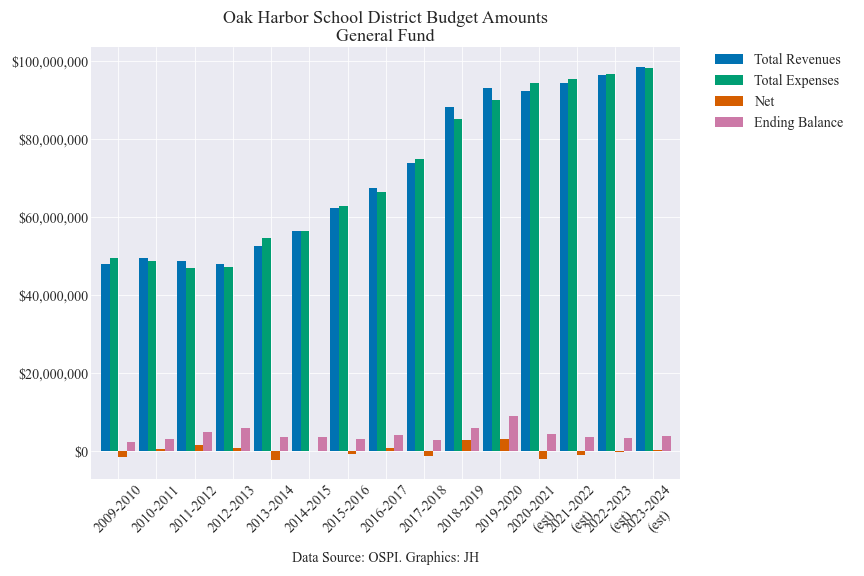 Oak Harbor School District Budget Amounts
General Fund
$100,000,000
$80,000,000
$60,000,000
$40,000,000
$20,000,000
$0
Total Revenues
Total Expenses
Net
Ending Balance
2009-2010
2010-2011
2011-2012
2012-2013
2013-2014
2014-2015
2015-2016
2016-2017
2017-2018
2018-2019
2019-2020
2020-2021
(est)
2021-2022
(est)
2022-2023
(est)
2023-2024
(est)
Data Source: OSPI. Graphics: JH